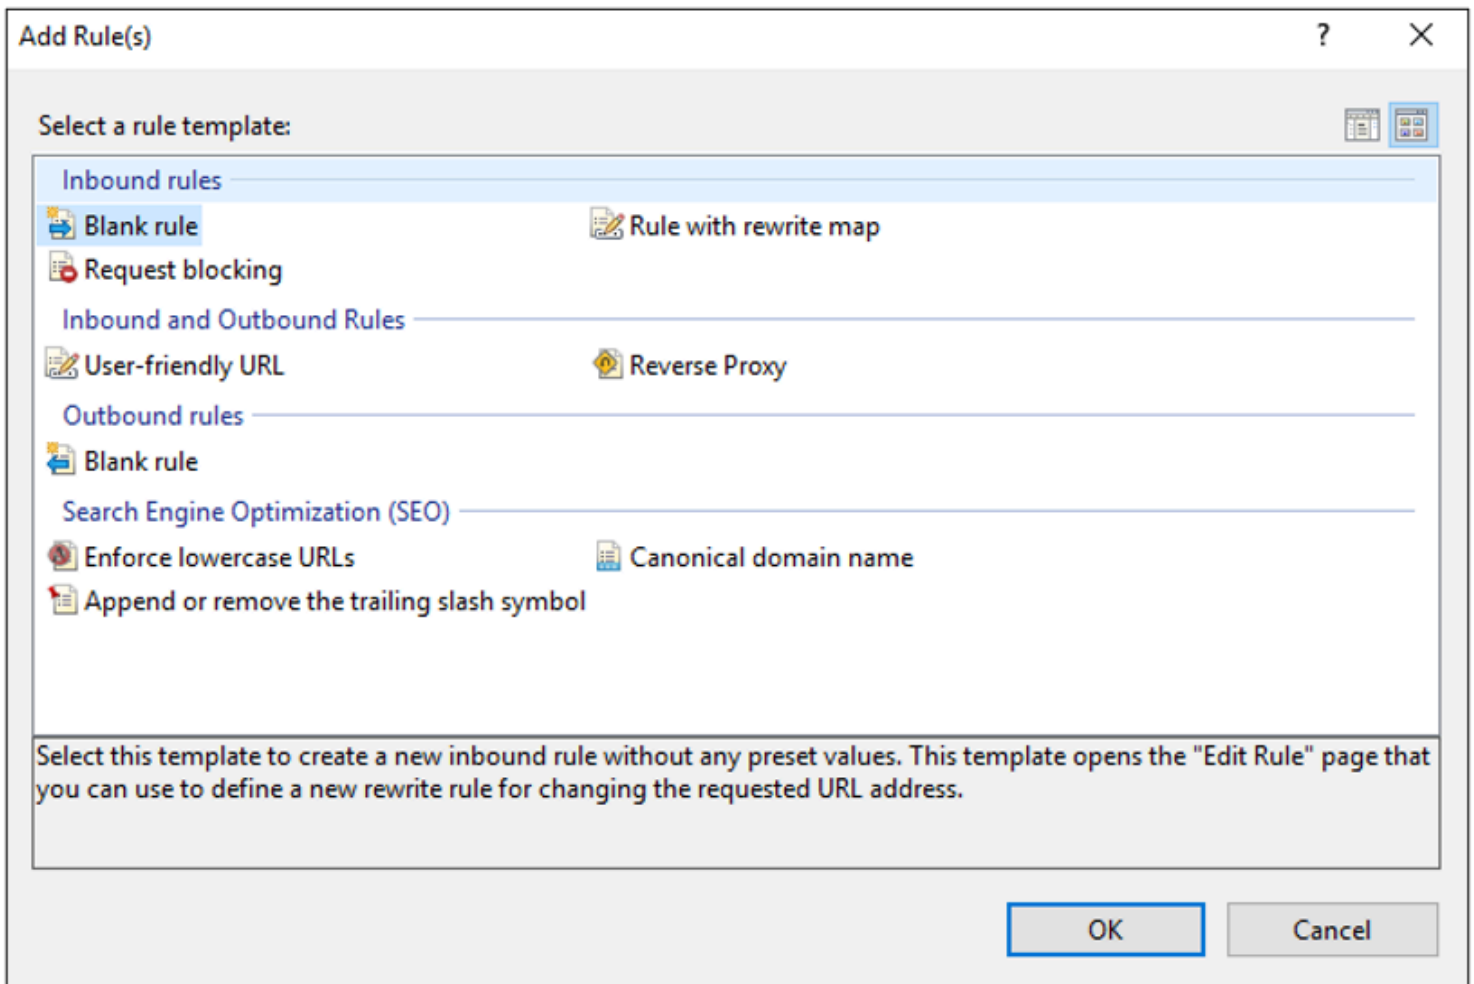 Add Rule(s)
?
Select a rule template:
Inbound rules
Blank rule
Rule with rewrite map
Request blocking
Inbound and Outbound Rules
User-friendly URL
Reverse Proxy
Outbound rules
Blank rule
Search Engine Optimization (SEO)
Enforce lowercase URLs
Canonical domain name
Append or remove the trailing slash symbol
Select this template to create a new inbound rule without any preset values. This template opens the "Edit Rule" page that
you can use to define a new rewrite rule for changing the requested URL address.
OK
Cancel